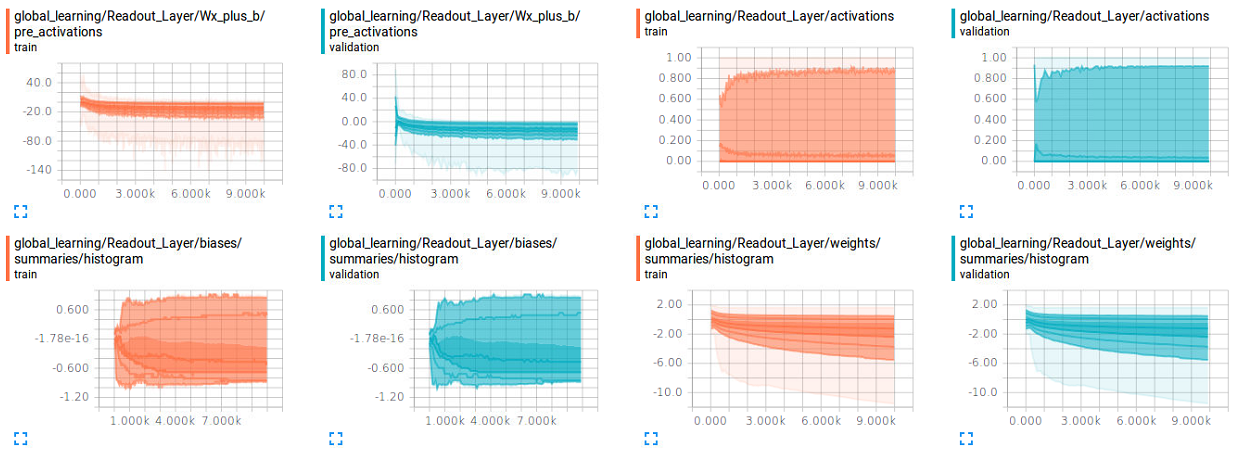 global_learning/Readout_Layer/Wx_plus_b/
pre_activations
train
40.0
-20.0
-80.0
-140
0.000 3.000k 6.000k 9.000k
global_learning/Readout_Layer/Wx_plus_b/
pre_activations
validation
80.0
40.0
0.00
-40.0
-80.0
0.000 3.000k 6.000k 9.000k
global_learning/Readout_Layer/activations
train
1.00
0.800
0.600
0.400
0.200
0.00
0.000 3.000k 6.000k 9.000k
global_learning/Readout_Layer/activations
validation
1.00
0.800
0.600
0.400
0.200
0.00
0.000 3.000k 6.000k 9.000k
global_learning/Readout_Layer/biases/
summaries/histogram
train
0.600
-1.78e-16
-0.600
-1.20
1.000k 4.000k 7.000k
global_learning/Readout_Layer/biases/
summaries/histogram
validation
0.600
-1.78e-16
-0.600
-1.20
1.000k 4.000k 7.000k
global_learning/Readout_Layer/weights/
summaries/histogram
train
2.00
-2.00
-6.00
-10.0
0.000 3.000k 6.000k 9.000k
global_learning/Readout_Layer/weights/
summaries/histogram
validation
2.00
-2.00
-6.00
-10.0
0.000 3.000k 6.000k 9.000k